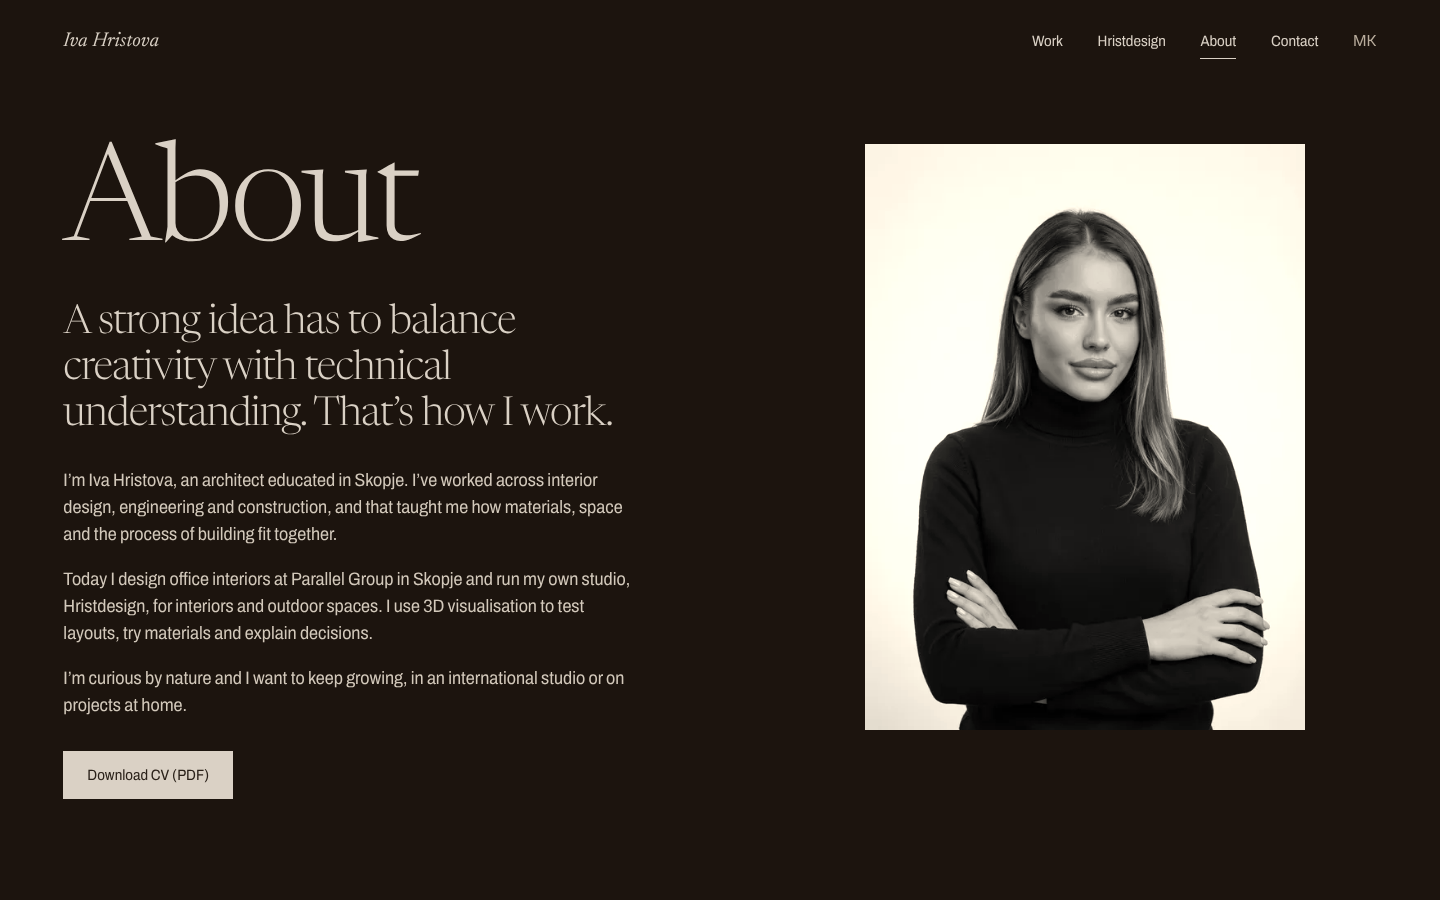 Iva Hristova
Work
Hristdesign
About
Contact
MK
About
A strong idea has to balance
creativity with technical
understanding. That’s how I work.
I’m Iva Hristova, an architect educated in Skopje. I’ve worked across interior
design, engineering and construction, and that taught me how materials, space
and the process of building fit together.
Today I design office interiors at Parallel Group in Skopje and run my own studio,
Hristdesign, for interiors and outdoor spaces. I use 3D visualisation to test
layouts, try materials and explain decisions.
I’m curious by nature and I want to keep growing, in an international studio or on
projects at home.
Download CV (PDF)